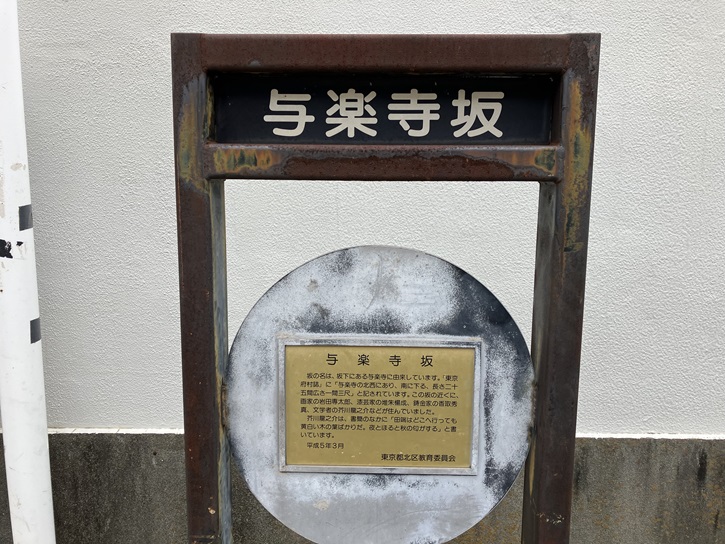 与楽寺坂
与楽寺坂
坂の名は、坂下にある与楽寺に由来しています。『東京
府村誌』に「与楽寺の北西にあり、南に下る、長さ二十
五間広さ一間三尺」と記されています。この坂の近くに、
画家の岩田専太郎、漆芸家の堆朱楊成、鋳金家の香取秀
真、文学者の芥川龍之介などが住んでいました。
芥川龍之介は、書簡のなかに「田端はどこへ行っても
黄白い木の葉ばかりだ。夜とほると秋の匂がする」と書
いています。
平成5年3月
東京都北区教育委員会